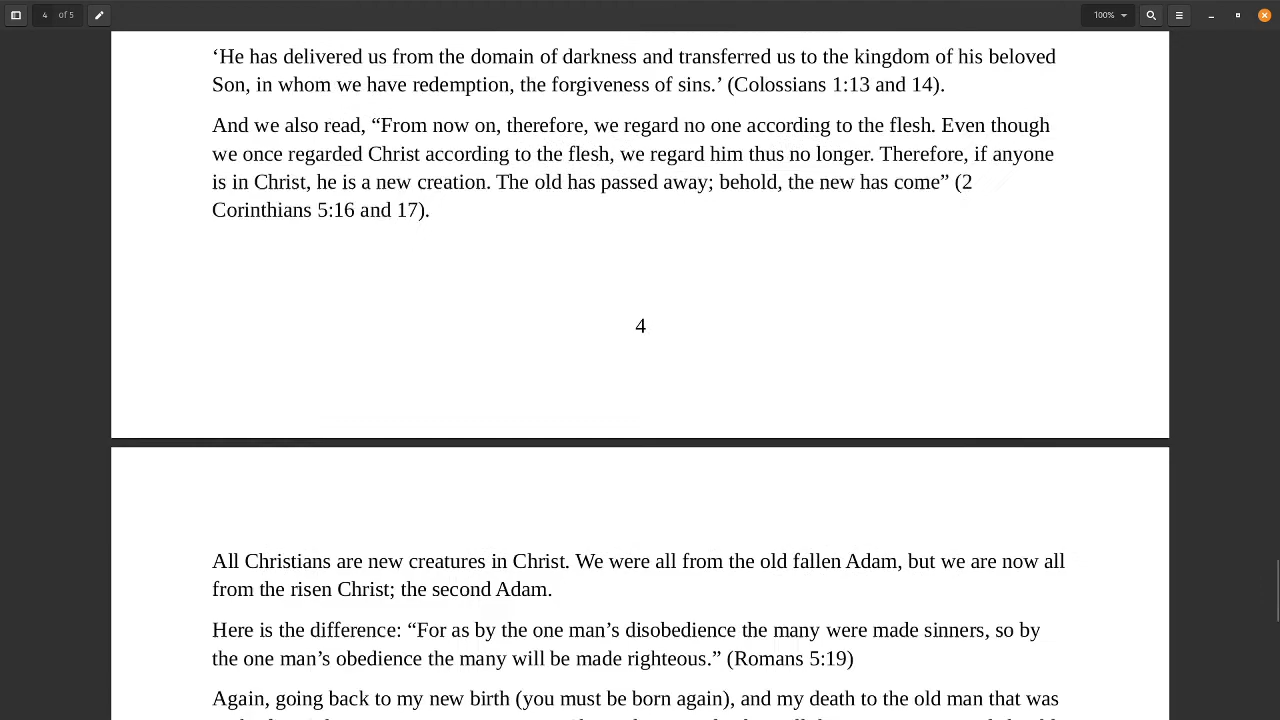 4 of 5
100%
‘He has delivered us from the domain of darkness and transferred us to the kingdom of his beloved
Son, in whom we have redemption, the forgiveness of sins.’ (Colossians 1:13 and 14).
And we also read, “From now on, therefore, we regard no one according to the flesh. Even though
we once regarded Christ according to the flesh, we regard him thus no longer. Therefore, if anyone
is in Christ, he is a new creation. The old has passed away; behold, the new has come” (2
Corinthians 5:16 and 17).
4
All Christians are new creatures in Christ. We were all from the old fallen Adam, but we are now all
from the risen Christ; the second Adam.
Here is the difference: “For as by the one man’s disobedience the many were made sinners, so by
the one man’s obedience the many will be made righteous.” (Romans 5:19)
Again, going back to my new birth (you must be born again), and my death to the old man that was